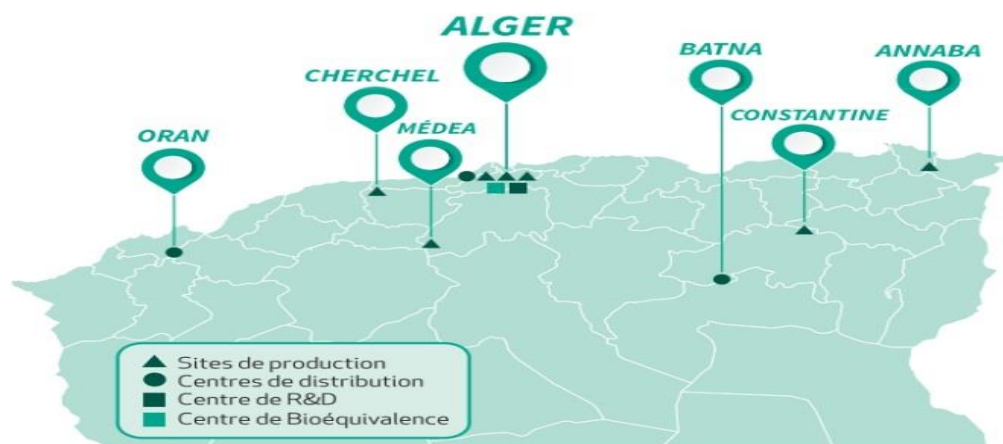 ALGER
BATNA
ANNABA
CHERCHEL
CONSTANTINE
MÉDEA
ORAN
Sites de production
Centres de distribution
Centre de R&D
Centre de Bioéquivalence